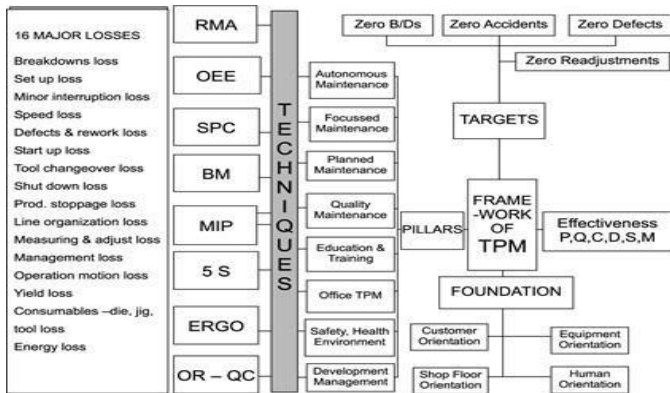 16 MAJOR LOSSES
Breakdowns loss
Set up loss
Minor interruption loss
Speed loss
Defects & rework loss
Start up loss
Tool changeover loss
Shut down loss
Prod. stoppage loss
Line organization loss
Measuring & adjust loss
Management loss
Operation motion loss
Yield loss
Consumables –die, jig,
tool loss
Energy loss
RMA
OEE
SPC
BM
MIP
5 S
ERGO
OR – QC
TECHNIQUES
Autonomous
Maintenance
Focussed
Maintenance
Planned
Maintenance
Quality
Maintenance
Education &
Training
Office TPM
Safety, Health
Environment
Development
Management
PILLARS
Zero B/Ds
Zero Accidents
Zero Defects
Zero Readjustments
TARGETS
FRAME
-WORK
OF
TPM
Effectiveness
P,Q,C,D,S,M
FOUNDATION
Customer
Orientation
Equipment
Orientation
Shop Floor
Orientation
Human
Orientation